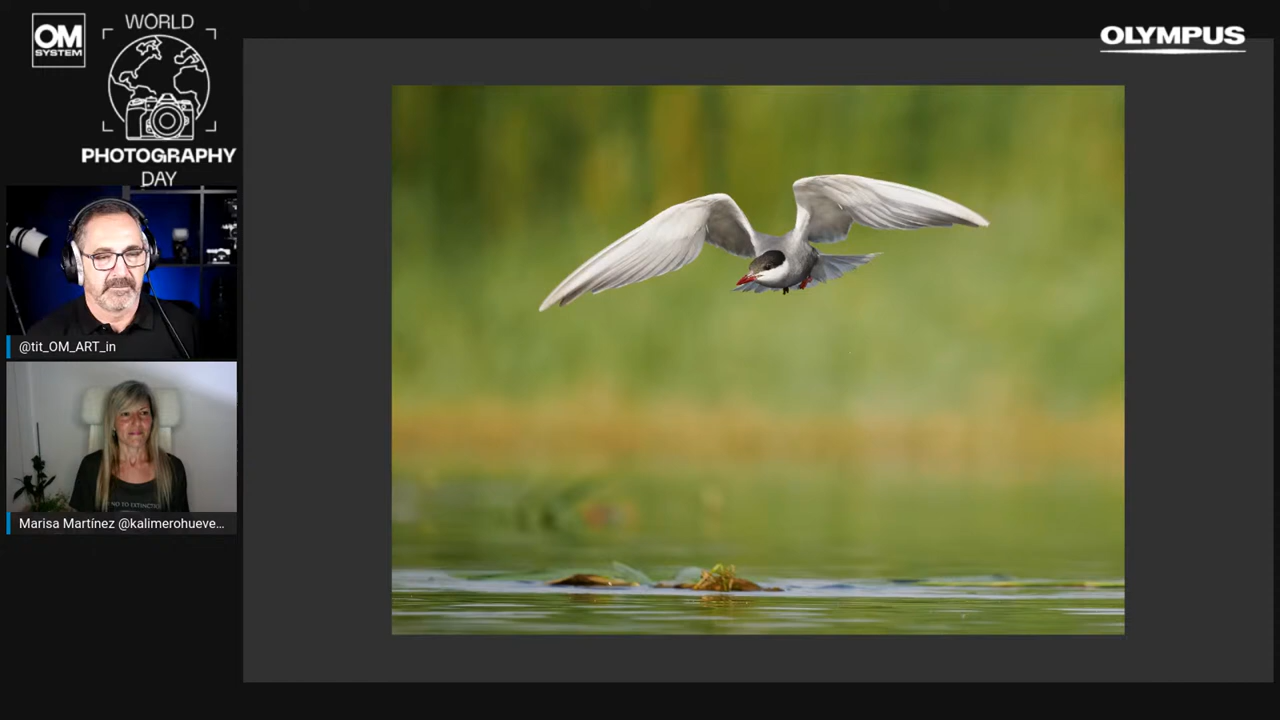 OM
SYSTEM
WORLD
PHOTOGRAPHY
DAY
OLYMPUS
@tit_OM_ART_in
Marisa Martínez @kalimerohueve…